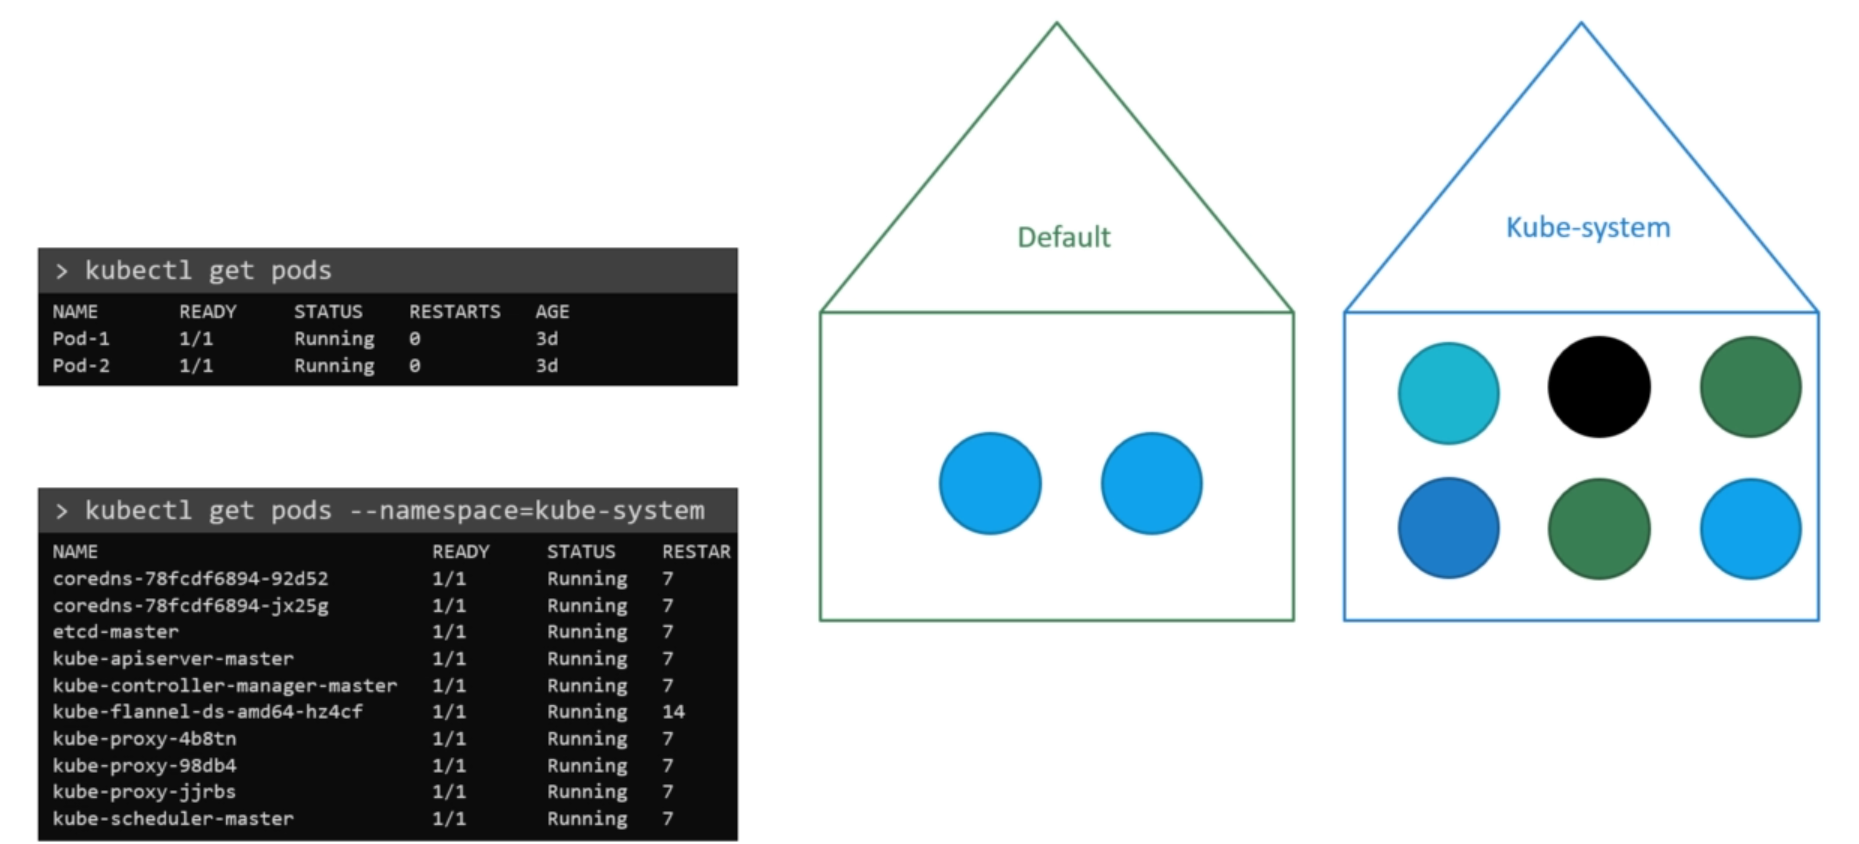 > kubectl get pods
NAME READY STATUS RESTARTS AGE
Pod-1 1/1 Running 0 3d
Pod-2 1/1 Running 0 3d
> kubectl get pods --namespace=kube-system
NAME READY STATUS RESTAR
coredns-78fcdf6894-92d52 1/1 Running 7
coredns-78fcdf6894-jx25g 1/1 Running 7
etcd-master 1/1 Running 7
kube-apiserver-master 1/1 Running 7
kube-controller-manager-master 1/1 Running 7
kube-flannel-ds-amd64-hz4cf 1/1 Running 14
kube-proxy-4b8tn 1/1 Running 7
kube-proxy-98db4 1/1 Running 7
kube-proxy-jjrbs 1/1 Running 7
kube-scheduler-master 1/1 Running 7
Default
Kube-system